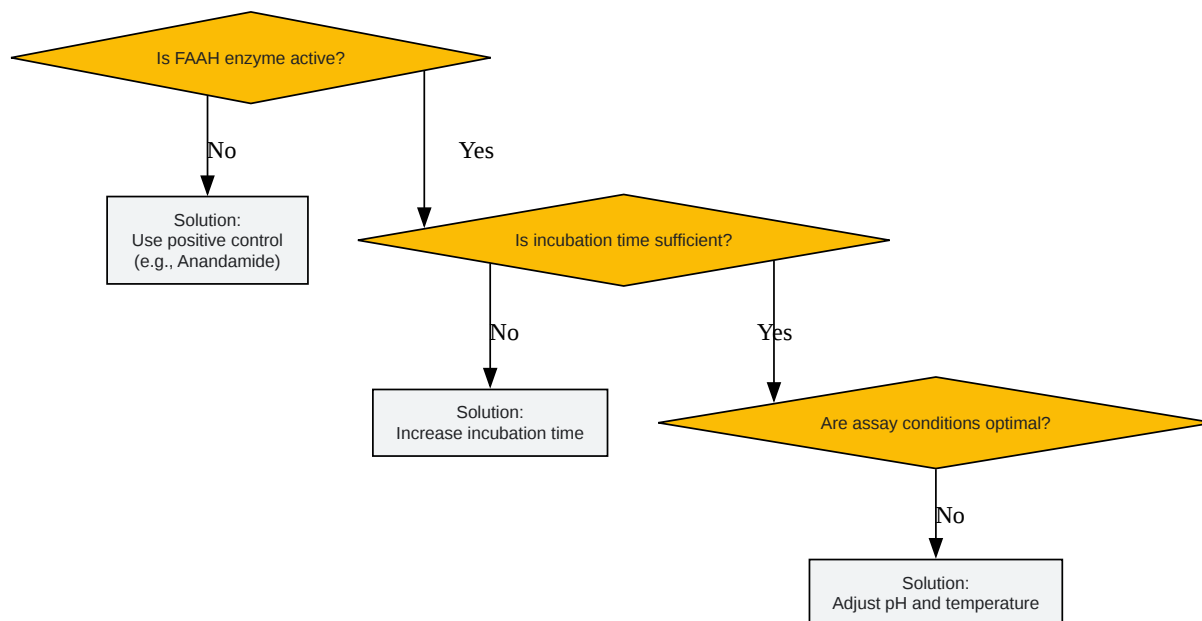 Is FAAH enzyme active?
No
Yes
Solution:
Use positive control
(e.g., Anandamide)
Is incubation time sufficient?
No
Yes
Solution:
Increase incubation time
Are assay conditions optimal?
No
Solution:
Adjust pH and temperature